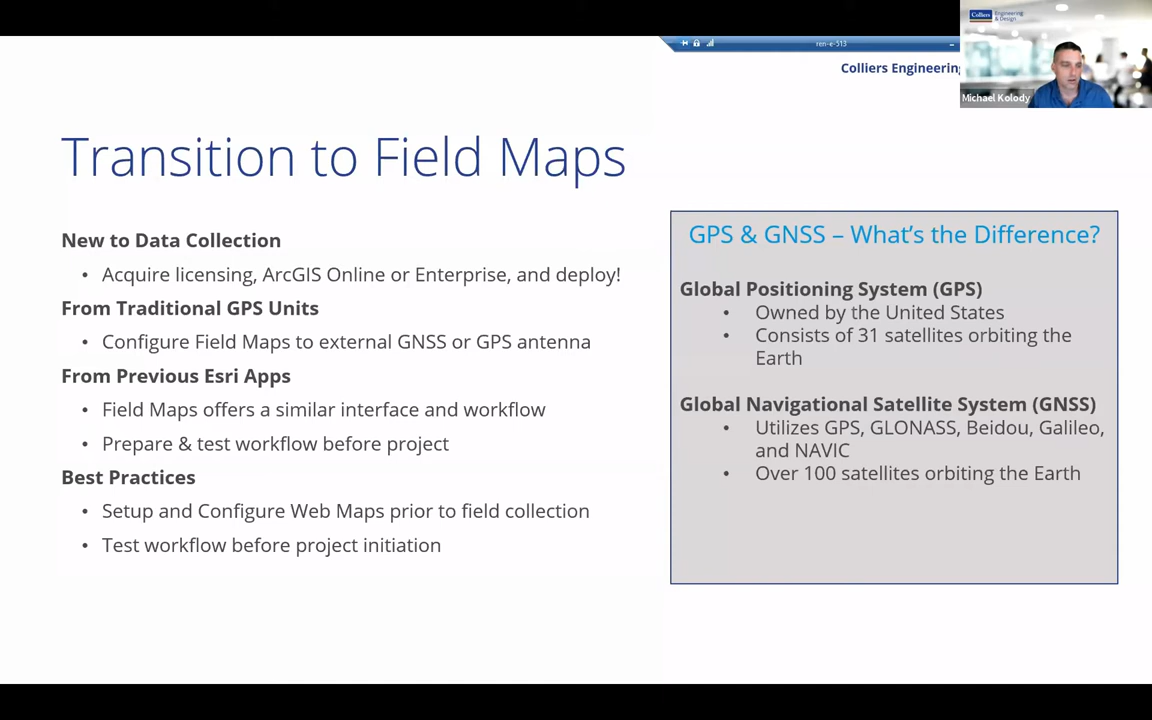 Colliers
Engineering
& Design
ren-e-513
Colliers Engineering
Michael Kolody
Transition to Field Maps
New to Data Collection
• Acquire licensing, ArcGIS Online or Enterprise, and deploy!
From Traditional GPS Units
• Configure Field Maps to external GNSS or GPS antenna
From Previous Esri Apps
• Field Maps offers a similar interface and workflow
• Prepare & test workflow before project
Best Practices
• Setup and Configure Web Maps prior to field collection
• Test workflow before project initiation
GPS & GNSS – What's the Difference?
Global Positioning System (GPS)
• Owned by the United States
• Consists of 31 satellites orbiting the
Earth
Global Navigational Satellite System (GNSS)
• Utilizes GPS, GLONASS, Beidou, Galileo,
and NAVIC
• Over 100 satellites orbiting the Earth